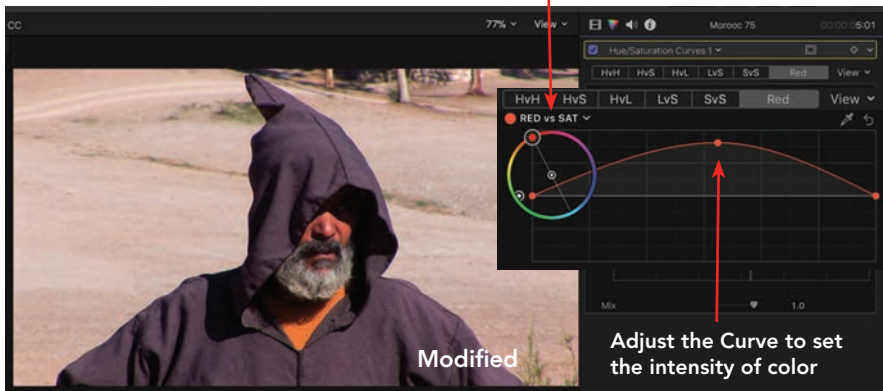 CC
77% View
Morooc 75
00:00:05:01
Hue/Saturation Curves 1
HvH HvS HvL LvS SvS Red View
HvH HvS HvL LvS SvS Red View
RED vs SAT
Mix 1.0
Modified
Adjust the Curve to set
the intensity of color